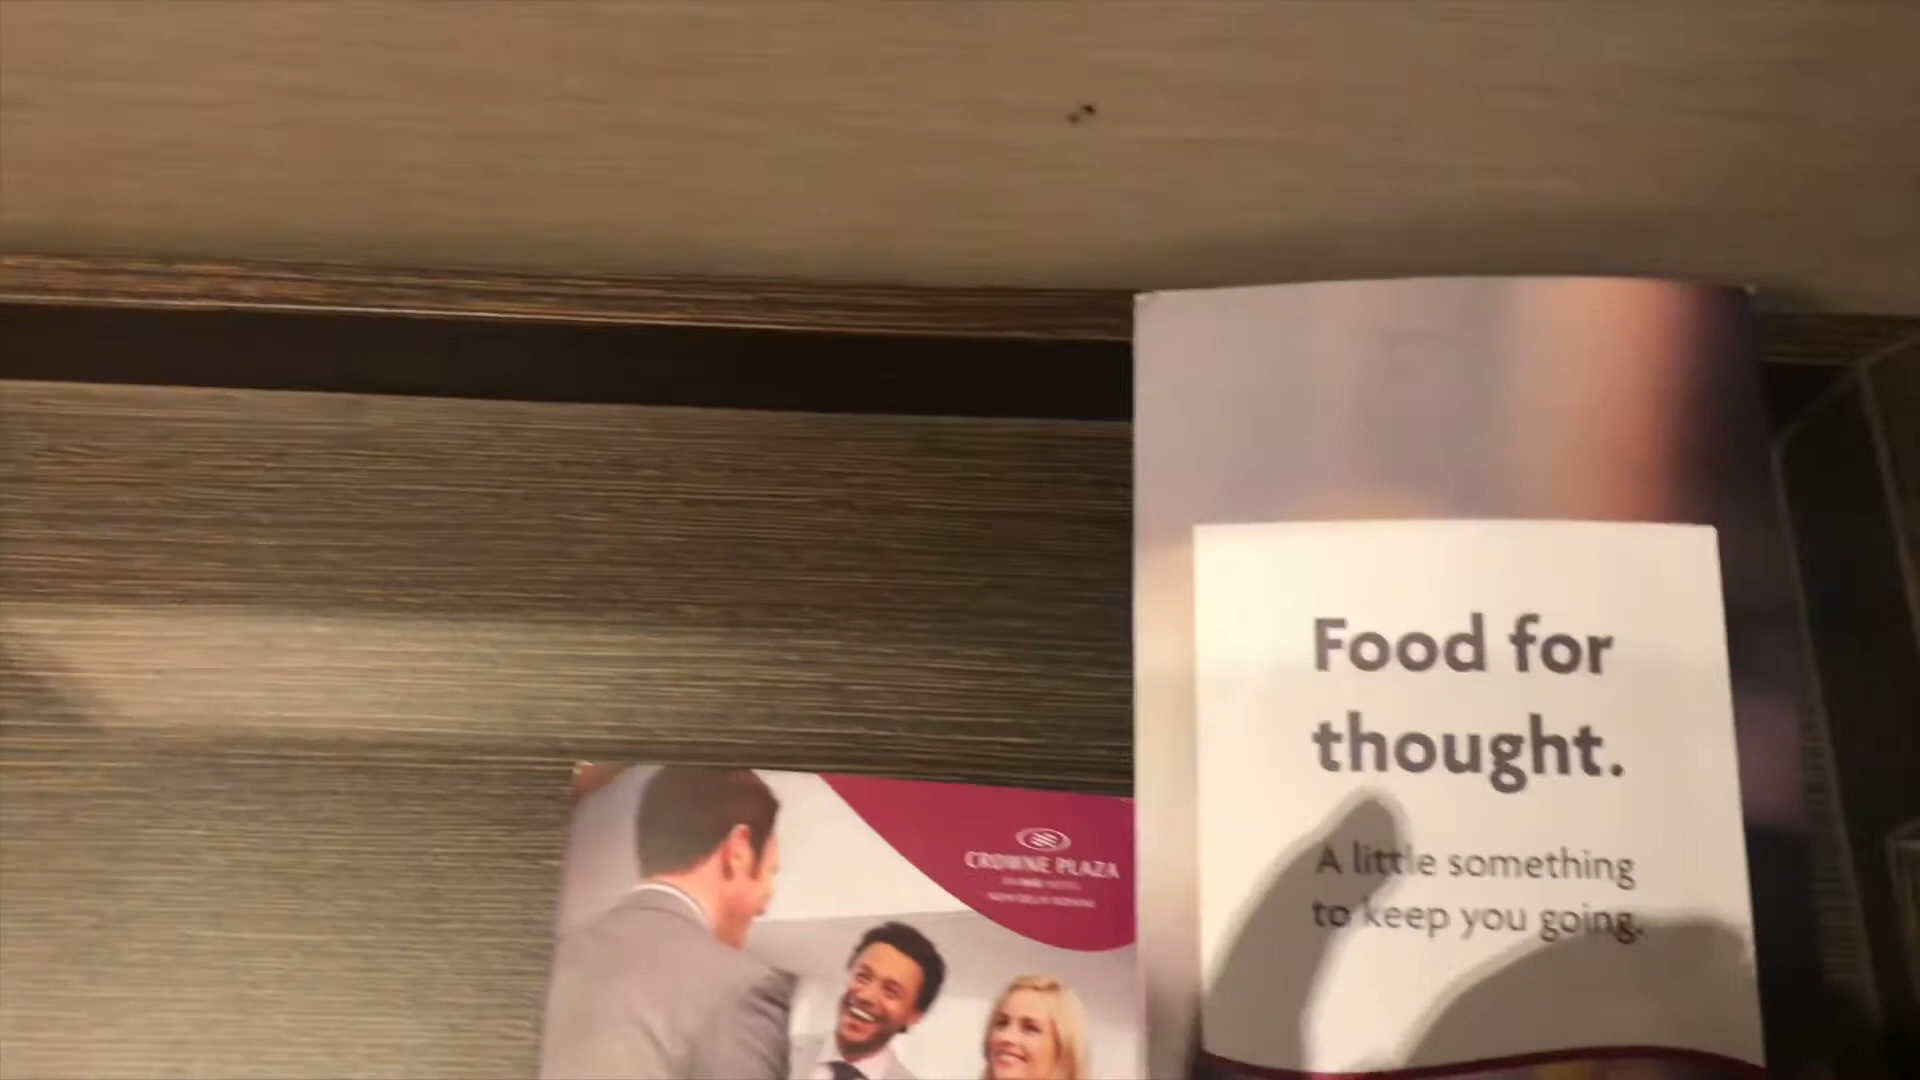 Food for
thought.
A little something
to keep you going.
CROWNE PLAZA